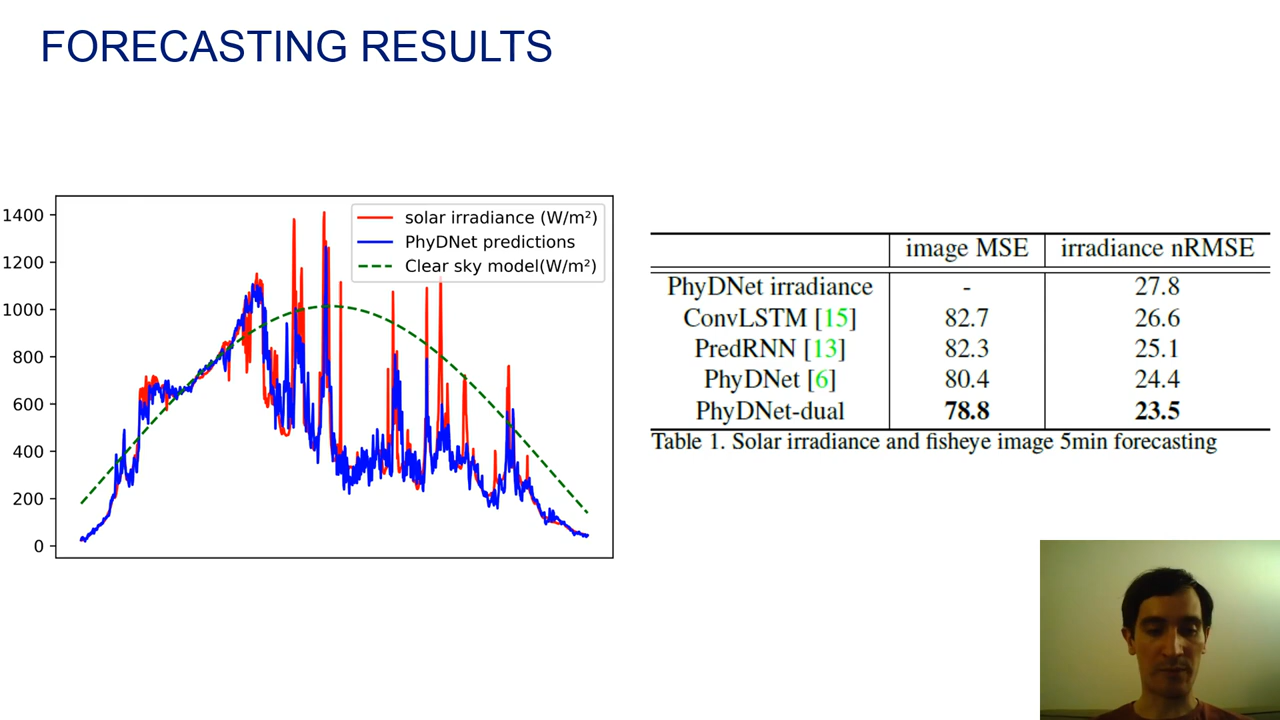 FORECASTING RESULTS
1400
1200
1000
800
600
400
200
0
solar irradiance (W/m²)
PhyDNet predictions
Clear sky model(W/m²)
image MSE irradiance nRMSE
PhyDNet irradiance - 27.8
ConvLSTM [15] 82.7 26.6
PredRNN [13] 82.3 25.1
PhyDNet [6] 80.4 24.4
PhyDNet-dual 78.8 23.5
Table 1. Solar irradiance and fisheye image 5min forecasting